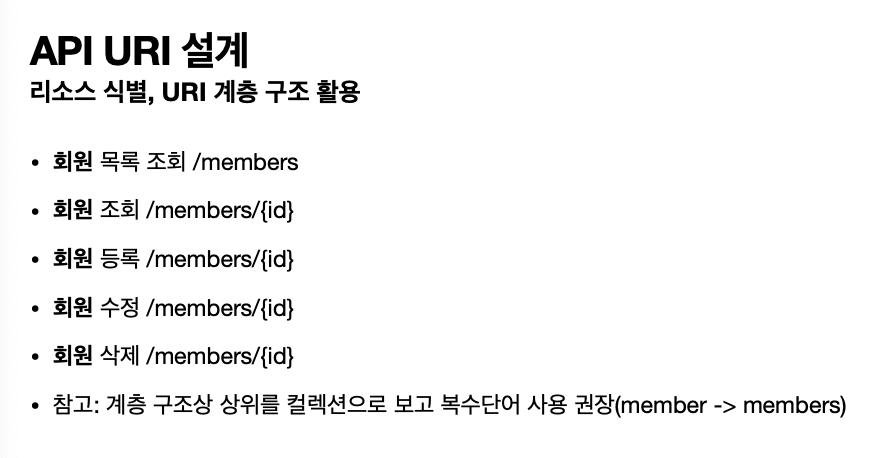 API URI 설계
리소스 식별, URI 계층 구조 활용
• 회원 목록 조회 /members
• 회원 조회 /members/{id}
• 회원 등록 /members/{id}
• 회원 수정 /members/{id}
• 회원 삭제 /members/{id}
• 참고: 계층 구조상 상위를 컬렉션으로 보고 복수단어 사용 권장(member -> members)